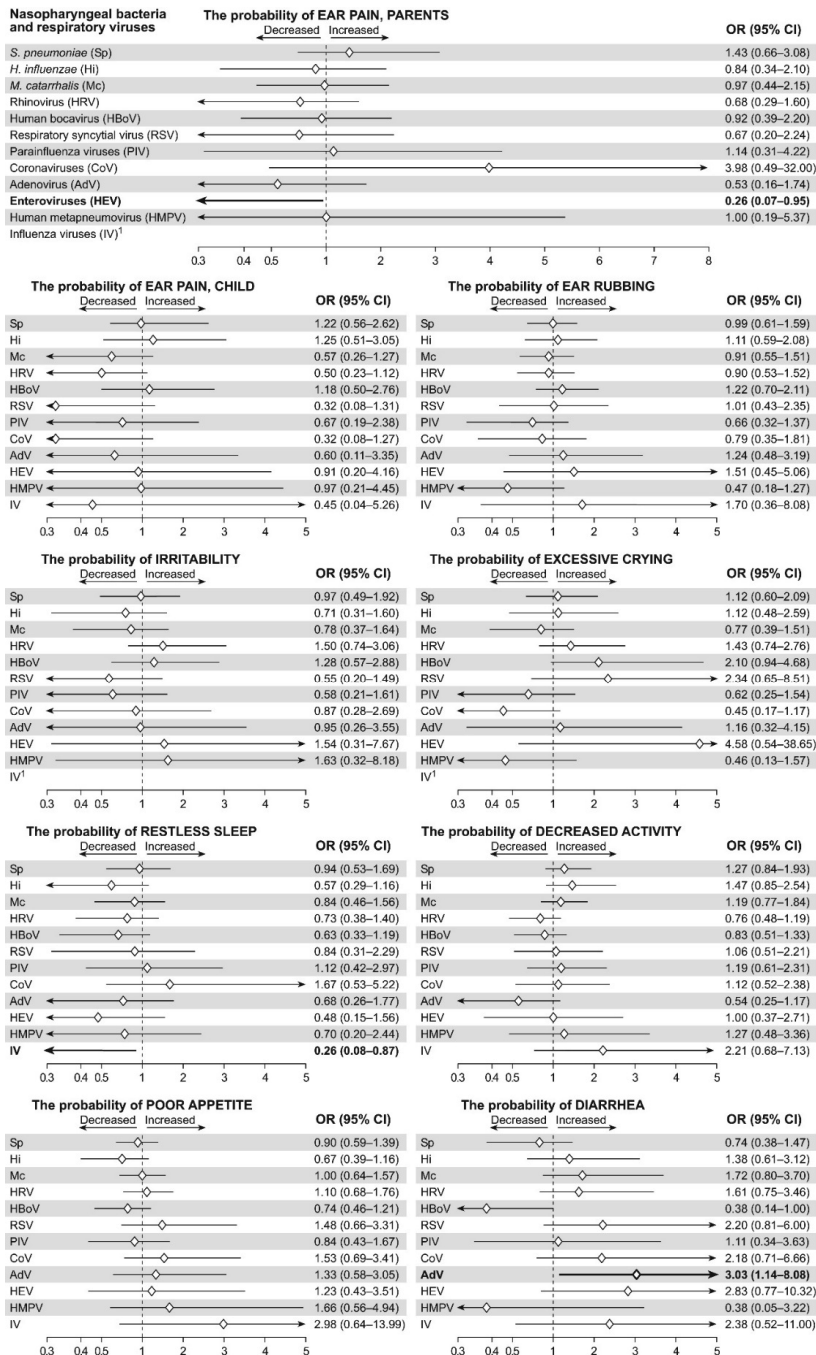 Nasopharyngeal bacteria and respiratory viruses
The probability of EAR PAIN, PARENTS
Decreased Increased OR (95% CI)
S. pneumoniae (Sp) 1.43 (0.66–3.08)
H. influenzae (Hi) 0.84 (0.34–2.10)
M. catarrhalis (Mc) 0.97 (0.44–2.15)
Rhinovirus (HRV) 0.68 (0.29–1.60)
Human bocavirus (HBoV) 0.92 (0.39–2.20)
Respiratory syncytial virus (RSV) 0.67 (0.20–2.24)
Parainfluenza viruses (PIV) 1.14 (0.31–4.22)
Coronaviruses (CoV) 3.98 (0.49–32.00)
Adenovirus (AdV) 0.53 (0.16–1.74)
Enteroviruses (HEV) 0.26 (0.07–0.95)
Human metapneumovirus (HMPV) 1.00 (0.19–5.37)
Influenza viruses (IV)1
0.3 0.4 0.5 1 2 3 4 5 6 7 8
The probability of EAR PAIN, CHILD
Decreased Increased OR (95% CI)
Sp 1.22 (0.56–2.62)
Hi 1.25 (0.51–3.05)
Mc 0.57 (0.26–1.27)
HRV 0.50 (0.23–1.12)
HBoV 1.18 (0.50–2.76)
RSV 0.32 (0.08–1.31)
PIV 0.67 (0.19–2.38)
CoV 0.32 (0.08–1.27)
AdV 0.60 (0.11–3.35)
HEV 0.91 (0.20–4.16)
HMPV 0.97 (0.21–4.45)
IV 0.45 (0.04–5.26)
0.3 0.4 0.5 1 2 3 4 5
The probability of EAR RUBBING
Decreased Increased OR (95% CI)
Sp 0.99 (0.61–1.59)
Hi 1.11 (0.59–2.08)
Mc 0.91 (0.55–1.51)
HRV 0.90 (0.53–1.52)
HBoV 1.22 (0.70–2.11)
RSV 1.01 (0.43–2.35)
PIV 0.66 (0.32–1.37)
CoV 0.79 (0.35–1.81)
AdV 1.24 (0.48–3.19)
HEV 1.51 (0.45–5.06)
HMPV 0.47 (0.18–1.27)
IV 1.70 (0.36–8.08)
0.3 0.4 0.5 1 2 3 4 5
The probability of IRRITABILITY
Decreased Increased OR (95% CI)
Sp 0.97 (0.49–1.92)
Hi 0.71 (0.31–1.60)
Mc 0.78 (0.37–1.64)
HRV 1.50 (0.74–3.06)
HBoV 1.28 (0.57–2.88)
RSV 0.55 (0.20–1.49)
PIV 0.58 (0.21–1.61)
CoV 0.87 (0.28–2.69)
AdV 0.95 (0.26–3.55)
HEV 1.54 (0.31–7.67)
HMPV 1.63 (0.32–8.18)
IV1
0.3 0.4 0.5 1 2 3 4 5
The probability of EXCESSIVE CRYING
Decreased Increased OR (95% CI)
Sp 1.12 (0.60–2.09)
Hi 1.12 (0.48–2.59)
Mc 0.77 (0.39–1.51)
HRV 1.43 (0.74–2.76)
HBoV 2.10 (0.94–4.68)
RSV 2.34 (0.65–8.51)
PIV 0.62 (0.25–1.54)
CoV 0.45 (0.17–1.17)
AdV 1.16 (0.32–4.15)
HEV 4.58 (0.54–38.65)
HMPV 0.46 (0.13–1.57)
IV1
0.3 0.4 0.5 1 2 3 4 5
The probability of RESTLESS SLEEP
Decreased Increased OR (95% CI)
Sp 0.94 (0.53–1.69)
Hi 0.57 (0.29–1.16)
Mc 0.84 (0.46–1.56)
HRV 0.73 (0.38–1.40)
HBoV 0.63 (0.33–1.19)
RSV 0.84 (0.31–2.29)
PIV 1.12 (0.42–2.97)
CoV 1.67 (0.53–5.22)
AdV 0.68 (0.26–1.77)
HEV 0.48 (0.15–1.56)
HMPV 0.70 (0.20–2.44)
IV 0.26 (0.08–0.87)
0.3 0.4 0.5 1 2 3 4 5
The probability of DECREASED ACTIVITY
Decreased Increased OR (95% CI)
Sp 1.27 (0.84–1.93)
Hi 1.47 (0.85–2.54)
Mc 1.19 (0.77–1.84)
HRV 0.76 (0.48–1.19)
HBoV 0.83 (0.51–1.33)
RSV 1.06 (0.51–2.21)
PIV 1.19 (0.61–2.31)
CoV 1.12 (0.52–2.38)
AdV 0.54 (0.25–1.17)
HEV 1.00 (0.37–2.71)
HMPV 1.27 (0.48–3.36)
IV 2.21 (0.68–7.13)
0.3 0.4 0.5 1 2 3 4 5
The probability of POOR APPETITE
Decreased Increased OR (95% CI)
Sp 0.90 (0.59–1.39)
Hi 0.67 (0.39–1.16)
Mc 1.00 (0.64–1.57)
HRV 1.10 (0.68–1.76)
HBoV 0.74 (0.46–1.21)
RSV 1.48 (0.66–3.31)
PIV 0.84 (0.43–1.67)
CoV 1.53 (0.69–3.41)
AdV 1.33 (0.58–3.05)
HEV 1.23 (0.43–3.51)
HMPV 1.66 (0.56–4.94)
IV 2.98 (0.64–13.99)
0.3 0.4 0.5 1 2 3 4 5
The probability of DIARRHEA
Decreased Increased OR (95% CI)
Sp 0.74 (0.38–1.47)
Hi 1.38 (0.61–3.12)
Mc 1.72 (0.80–3.70)
HRV 1.61 (0.75–3.46)
HBoV 0.38 (0.14–1.00)
RSV 2.20 (0.81–6.00)
PIV 1.11 (0.34–3.63)
CoV 2.18 (0.71–6.66)
AdV 3.03 (1.14–8.08)
HEV 2.83 (0.77–10.32)
HMPV 0.38 (0.05–3.22)
IV 2.38 (0.52–11.00)
0.3 0.4 0.5 1 2 3 4 5